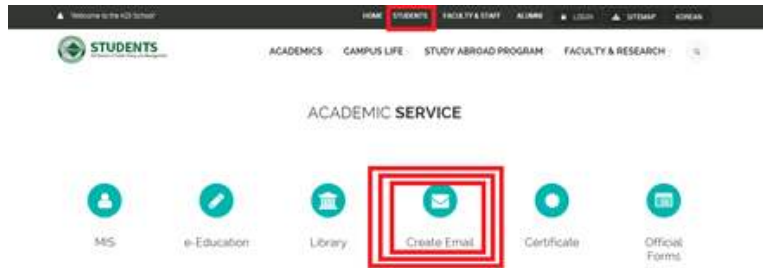 Welcome to the KDI School
HOME STUDENTS FACULTY & STAFF ALUMNI LOGIN SITEMAP KOREAN
STUDENTS
ACADEMICS CAMPUS LIFE STUDY ABROAD PROGRAM FACULTY & RESEARCH
ACADEMIC SERVICE
MIS e-Education Library Create Email Certificate Official Forms